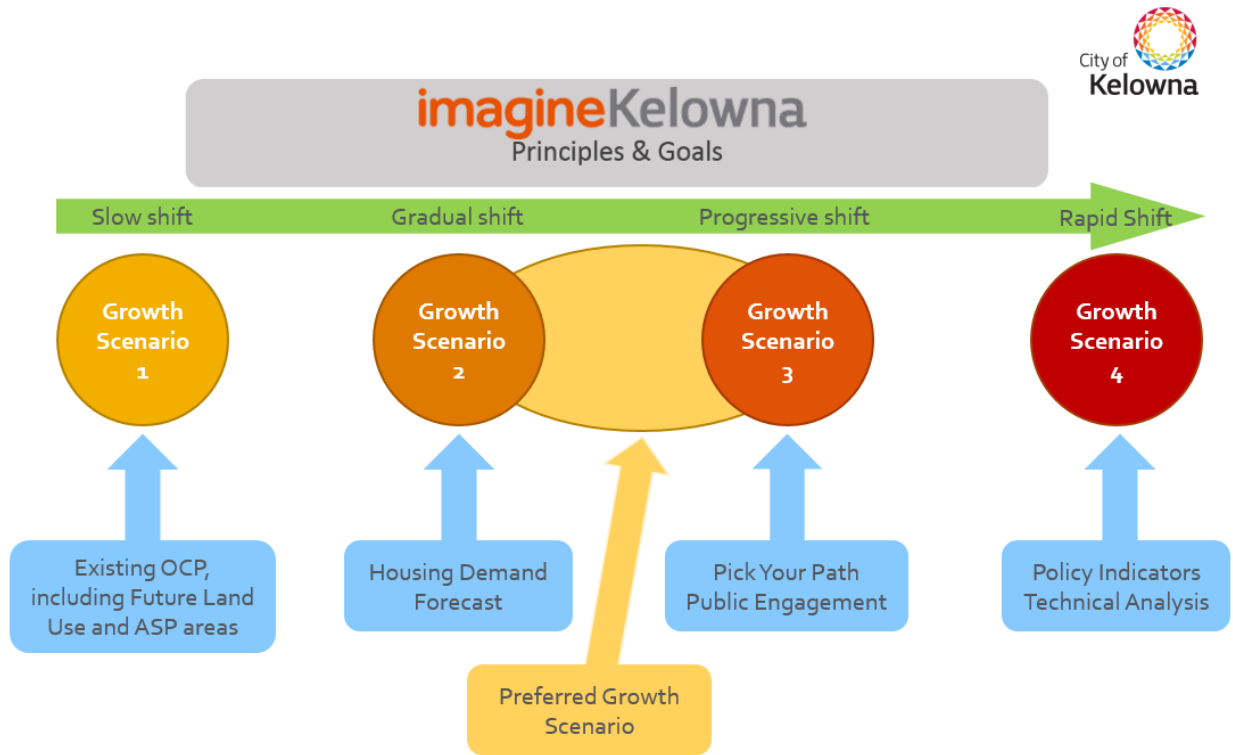 City of
Kelowna
imagineKelowna
Principles & Goals
Slow shift
Gradual shift
Progressive shift
Rapid Shift
Growth
Scenario
1
Growth
Scenario
2
Growth
Scenario
3
Growth
Scenario
4
Existing OCP,
including Future Land
Use and ASP areas
Housing Demand
Forecast
Pick Your Path
Public Engagement
Policy Indicators
Technical Analysis
Preferred Growth
Scenario